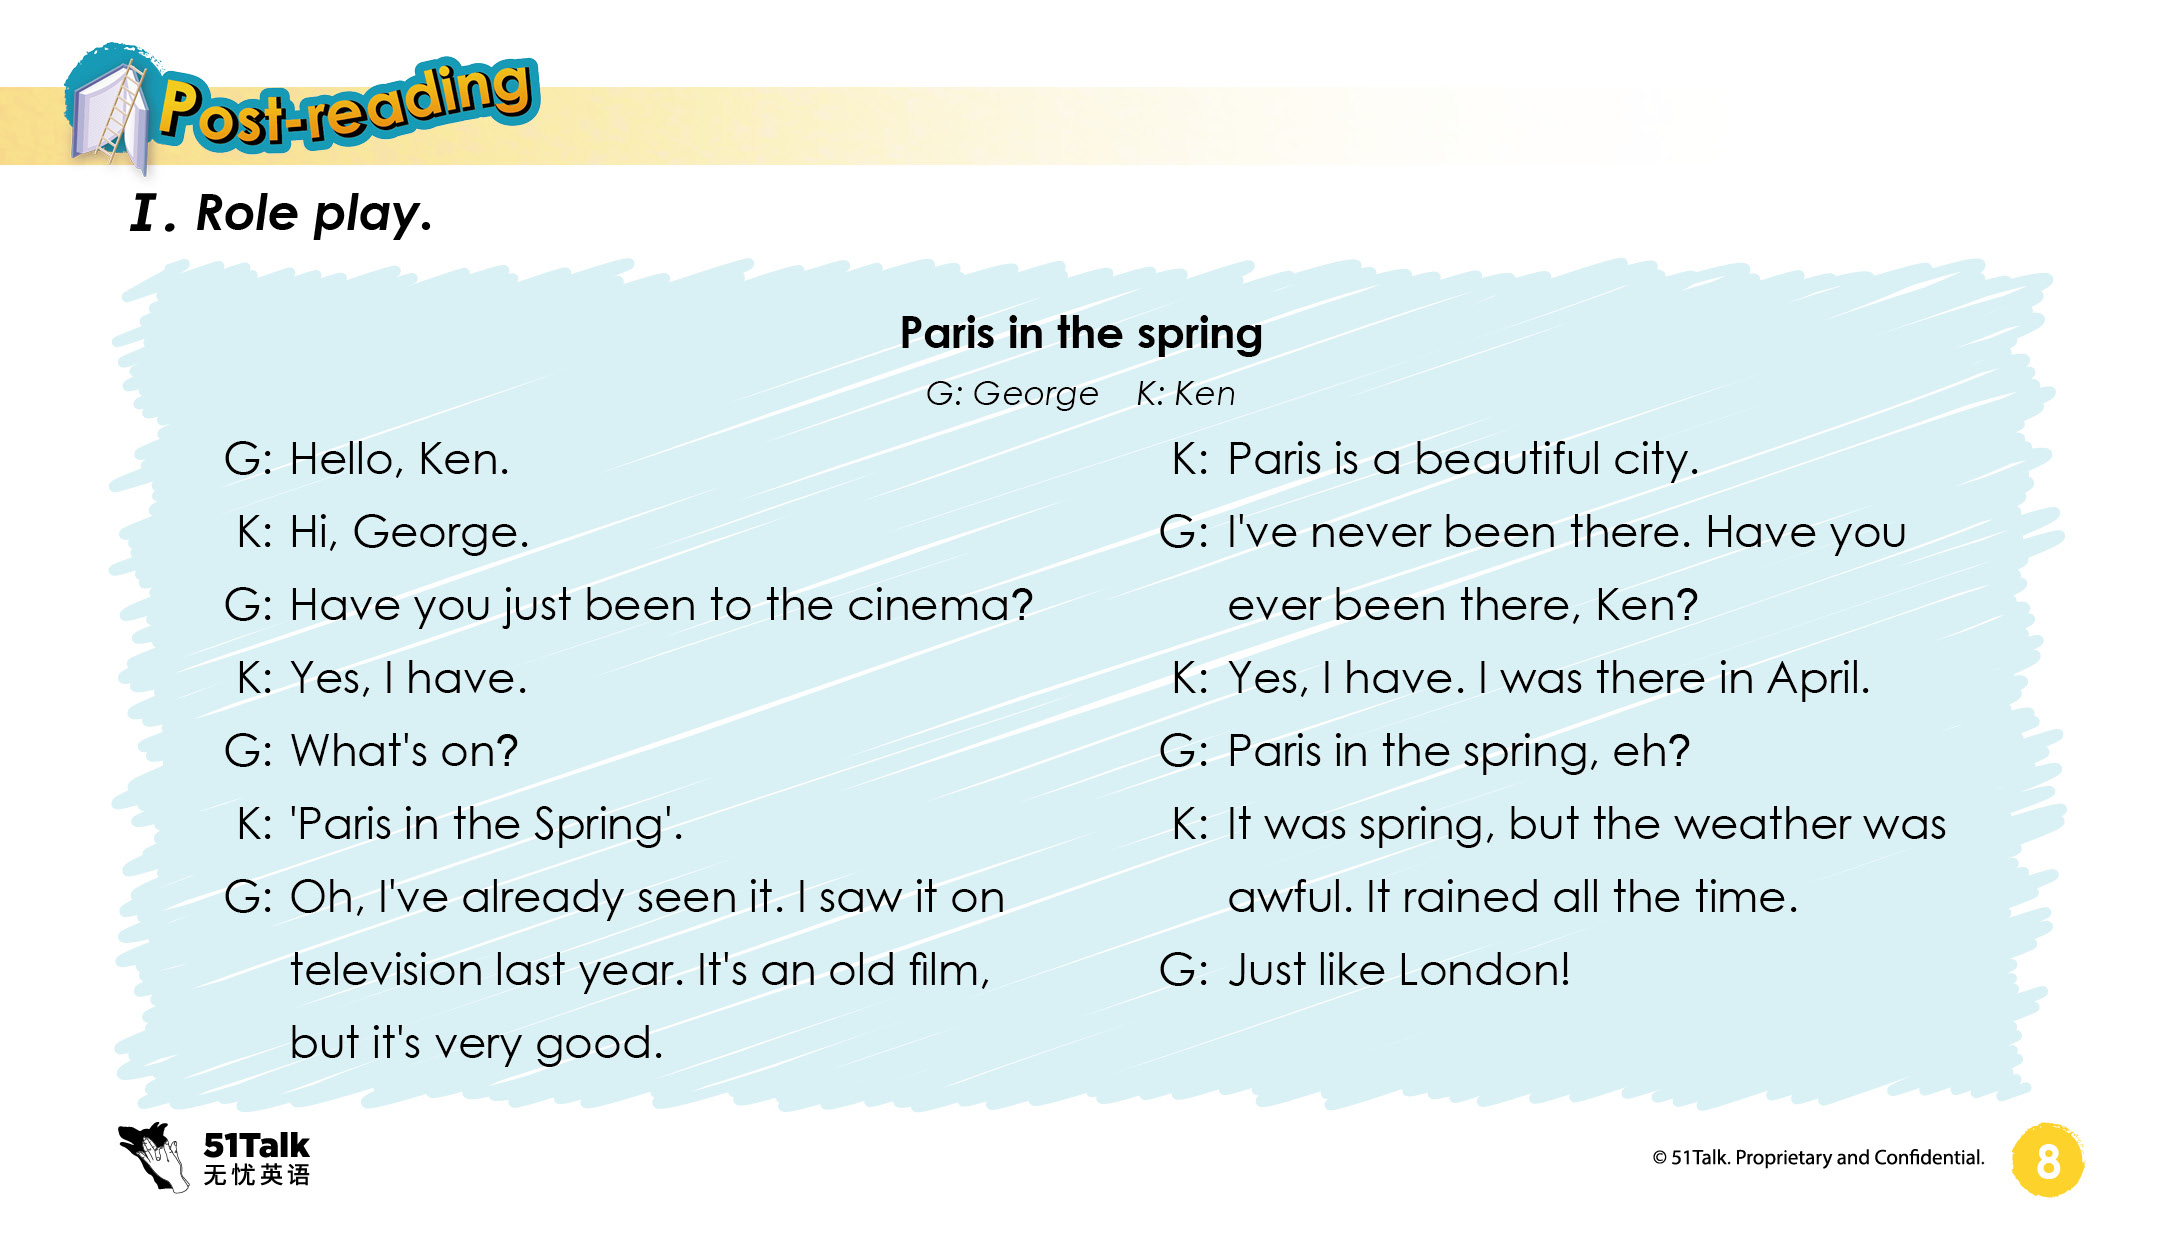 Post-reading
I. Role play.
Paris in the spring
G: George K: Ken
G: Hello, Ken.
K: Hi, George.
G: Have you just been to the cinema?
K: Yes, I have.
G: What's on?
K: 'Paris in the Spring'.
G: Oh, I've already seen it. I saw it on
television last year. It's an old film,
but it's very good.
K: Paris is a beautiful city.
G: I've never been there. Have you
ever been there, Ken?
K: Yes, I have. I was there in April.
G: Paris in the spring, eh?
K: It was spring, but the weather was
awful. It rained all the time.
G: Just like London!
51Talk
无忧英语
© 51Talk. Proprietary and Confidential.
8